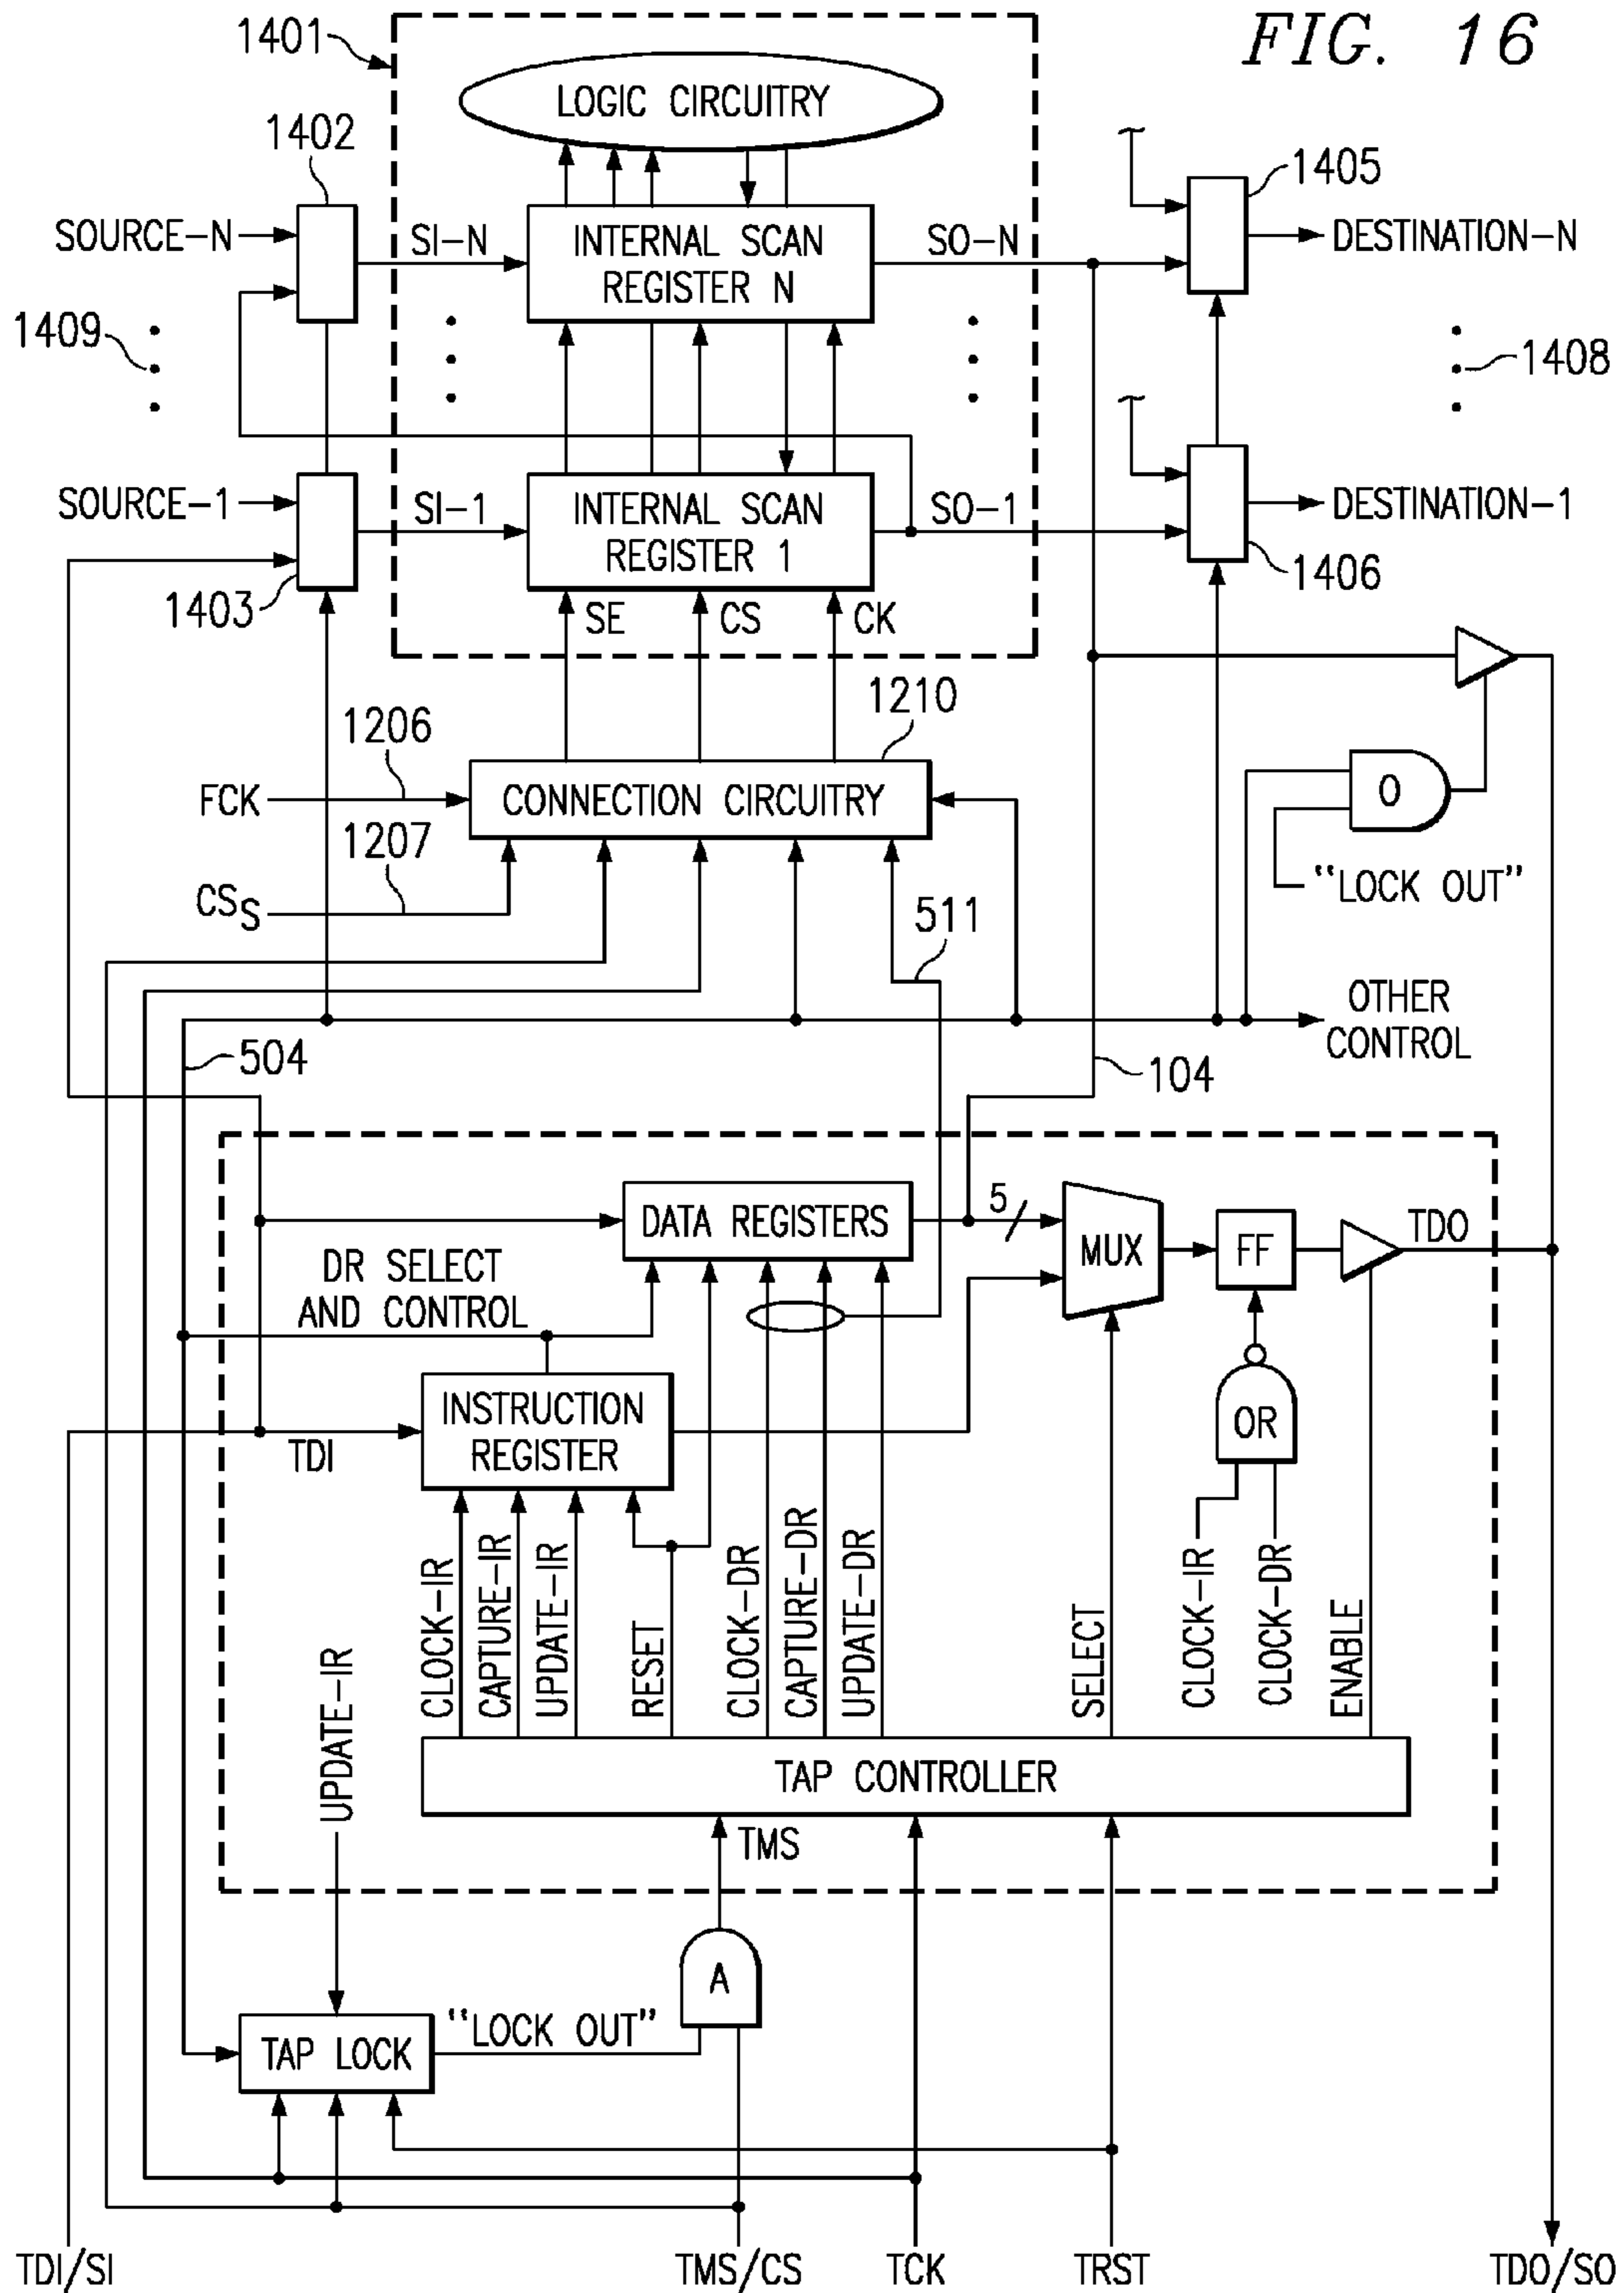 FIG. 16
1401
LOGIC CIRCUITRY
1402
1405
SOURCE-N
SI-N
INTERNAL SCAN
REGISTER N
SO-N
DESTINATION-N
1409
1408
SOURCE-1
SI-1
INTERNAL SCAN
REGISTER 1
SO-1
DESTINATION-1
1403
1406
SE
CS
CK
1210
1206
FCK
CONNECTION CIRCUITRY
O
1207
CSS
"LOCK OUT"
511
OTHER
CONTROL
504
104
DATA REGISTERS
5
MUX
FF
TDO
DR SELECT
AND CONTROL
INSTRUCTION
REGISTER
TDI
OR
CLOCK-IR
CAPTURE-IR
UPDATE-IR
RESET
CLOCK-DR
CAPTURE-DR
UPDATE-DR
SELECT
CLOCK-IR
CLOCK-DR
ENABLE
UPDATE-IR
TAP CONTROLLER
TMS
A
"LOCK OUT"
TAP LOCK
TDI/SI
TMS/CS
TCK
TRST
TDO/SO